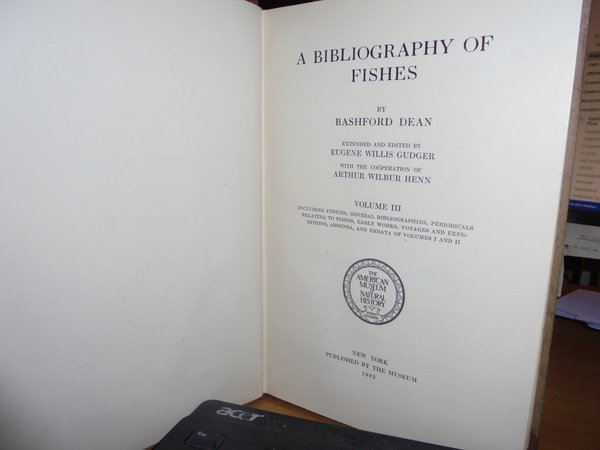 A BIBLIOGRAPHY OF
FISHES
BY
BASHFORD DEAN
EXTENDED AND EDITED BY
EUGENE WILLIS GUDGER
WITH THE COÖPERATION OF
ARTHUR WILBUR HENN
VOLUME III
INCLUDING INDICES, GENERAL BIBLIOGRAPHIES, PERIODICALS
RELATING TO FISHES, EARLY WORKS, VOYAGES AND EXPE-
DITIONS, ADDENDA, AND ERRATA OF VOLUMES I AND II
THE
AMERICAN
MUSEUM
OF
NATURAL
HISTORY
NEW YORK
PUBLISHED BY THE MUSEUM
acer
Esc